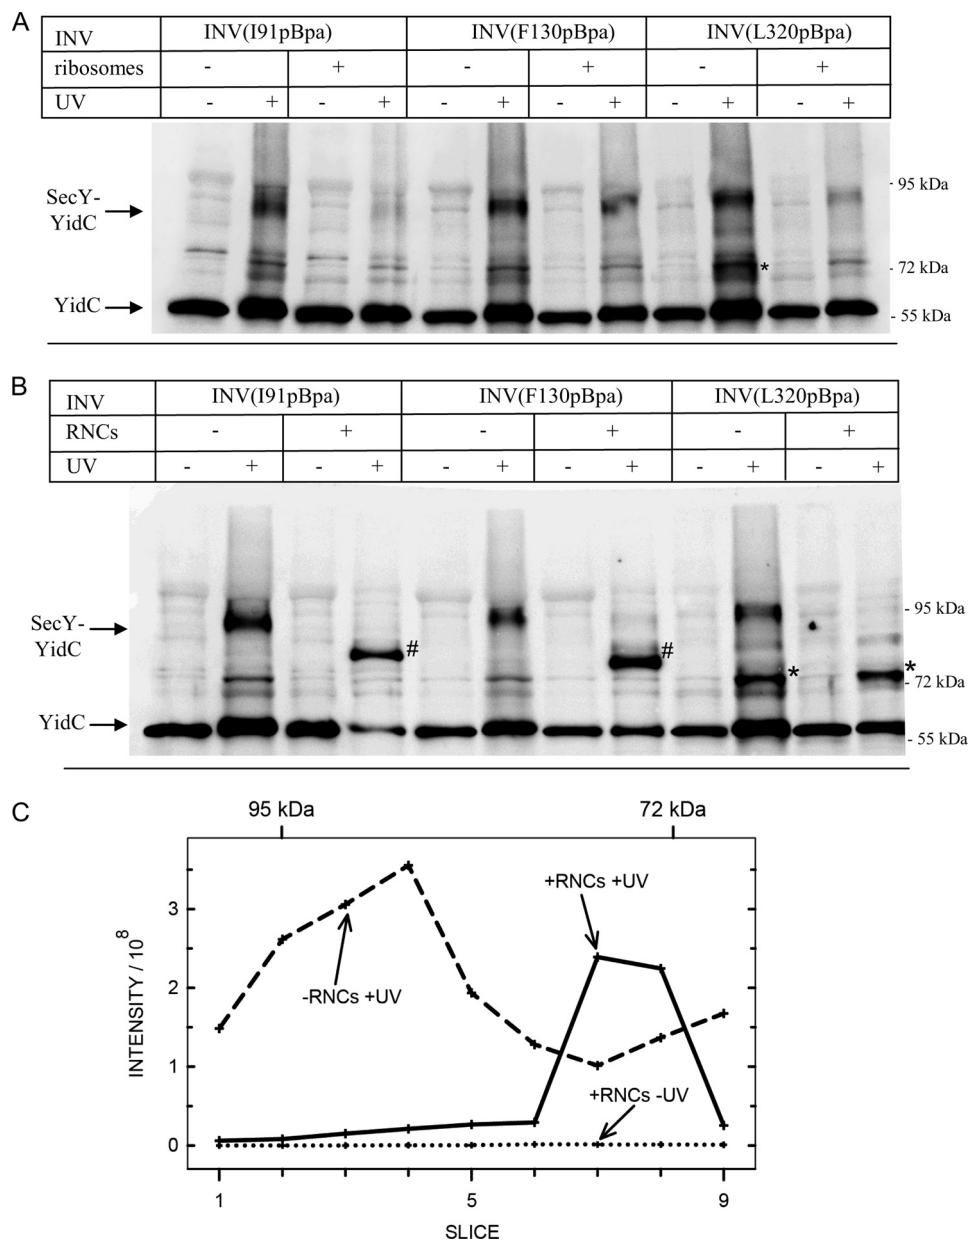 A
INV INV(I91pBpa) INV(F130pBpa) INV(L320pBpa)
ribosomes - + - + - +
UV - + - + - + - + - + - +
SecY-
YidC
YidC
- 95 kDa
* - 72 kDa
- 55 kDa
B
INV INV(I91pBpa) INV(F130pBpa) INV(L320pBpa)
RNCs - + - + - +
UV - + - + - + - + - + - +
SecY-
YidC
YidC
- 95 kDa
# # * *
- 72 kDa
- 55 kDa
C
95 kDa 72 kDa
+RNCs +UV
-RNCs +UV
+RNCs -UV
INTENSITY / 10⁸
3
2
1
0
1 5 9
SLICE